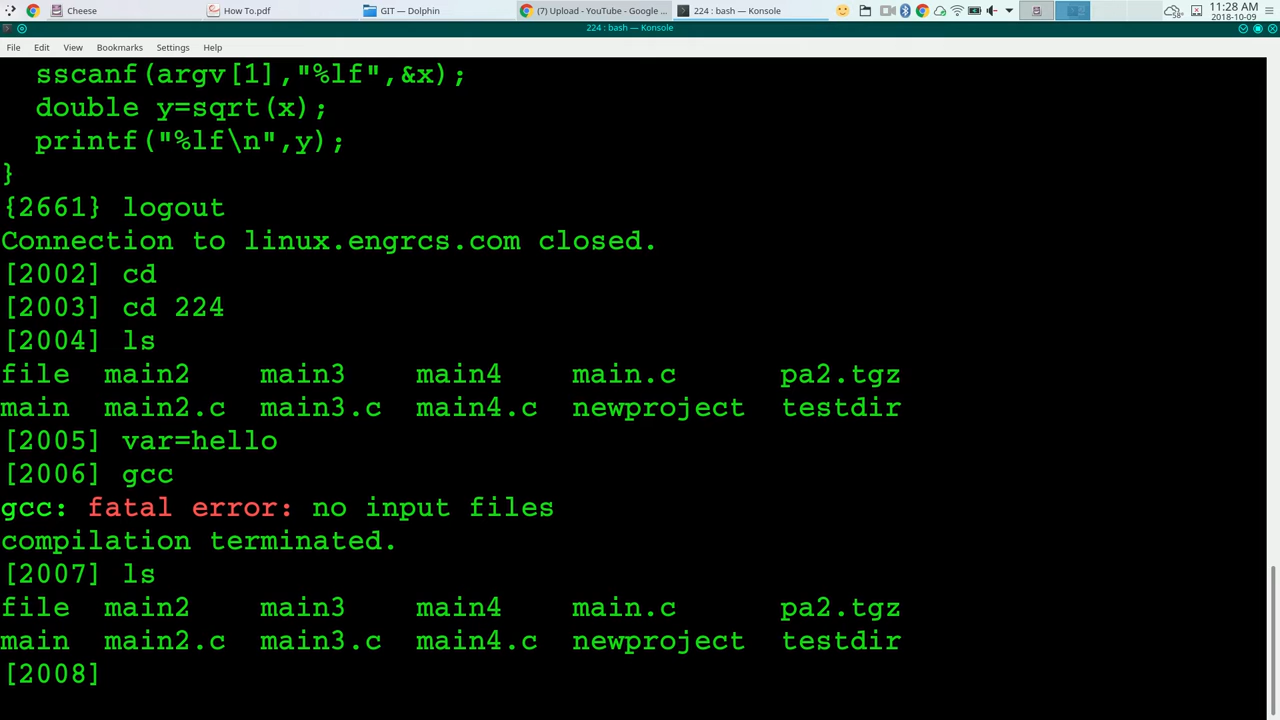 Cheese How To.pdf GIT — Dolphin (7) Upload - YouTube - Google ... 224 : bash — Konsole 58° 11:28 AM
2018-10-09
224 : bash — Konsole
File Edit View Bookmarks Settings Help
sscanf(argv[1],"%lf",&x);
double y=sqrt(x);
printf("%lf\n",y);
}
{2661} logout
Connection to linux.engrcs.com closed.
[2002] cd
[2003] cd 224
[2004] ls
file main2 main3 main4 main.c pa2.tgz
main main2.c main3.c main4.c newproject testdir
[2005] var=hello
[2006] gcc
gcc: fatal error: no input files
compilation terminated.
[2007] ls
file main2 main3 main4 main.c pa2.tgz
main main2.c main3.c main4.c newproject testdir
[2008]